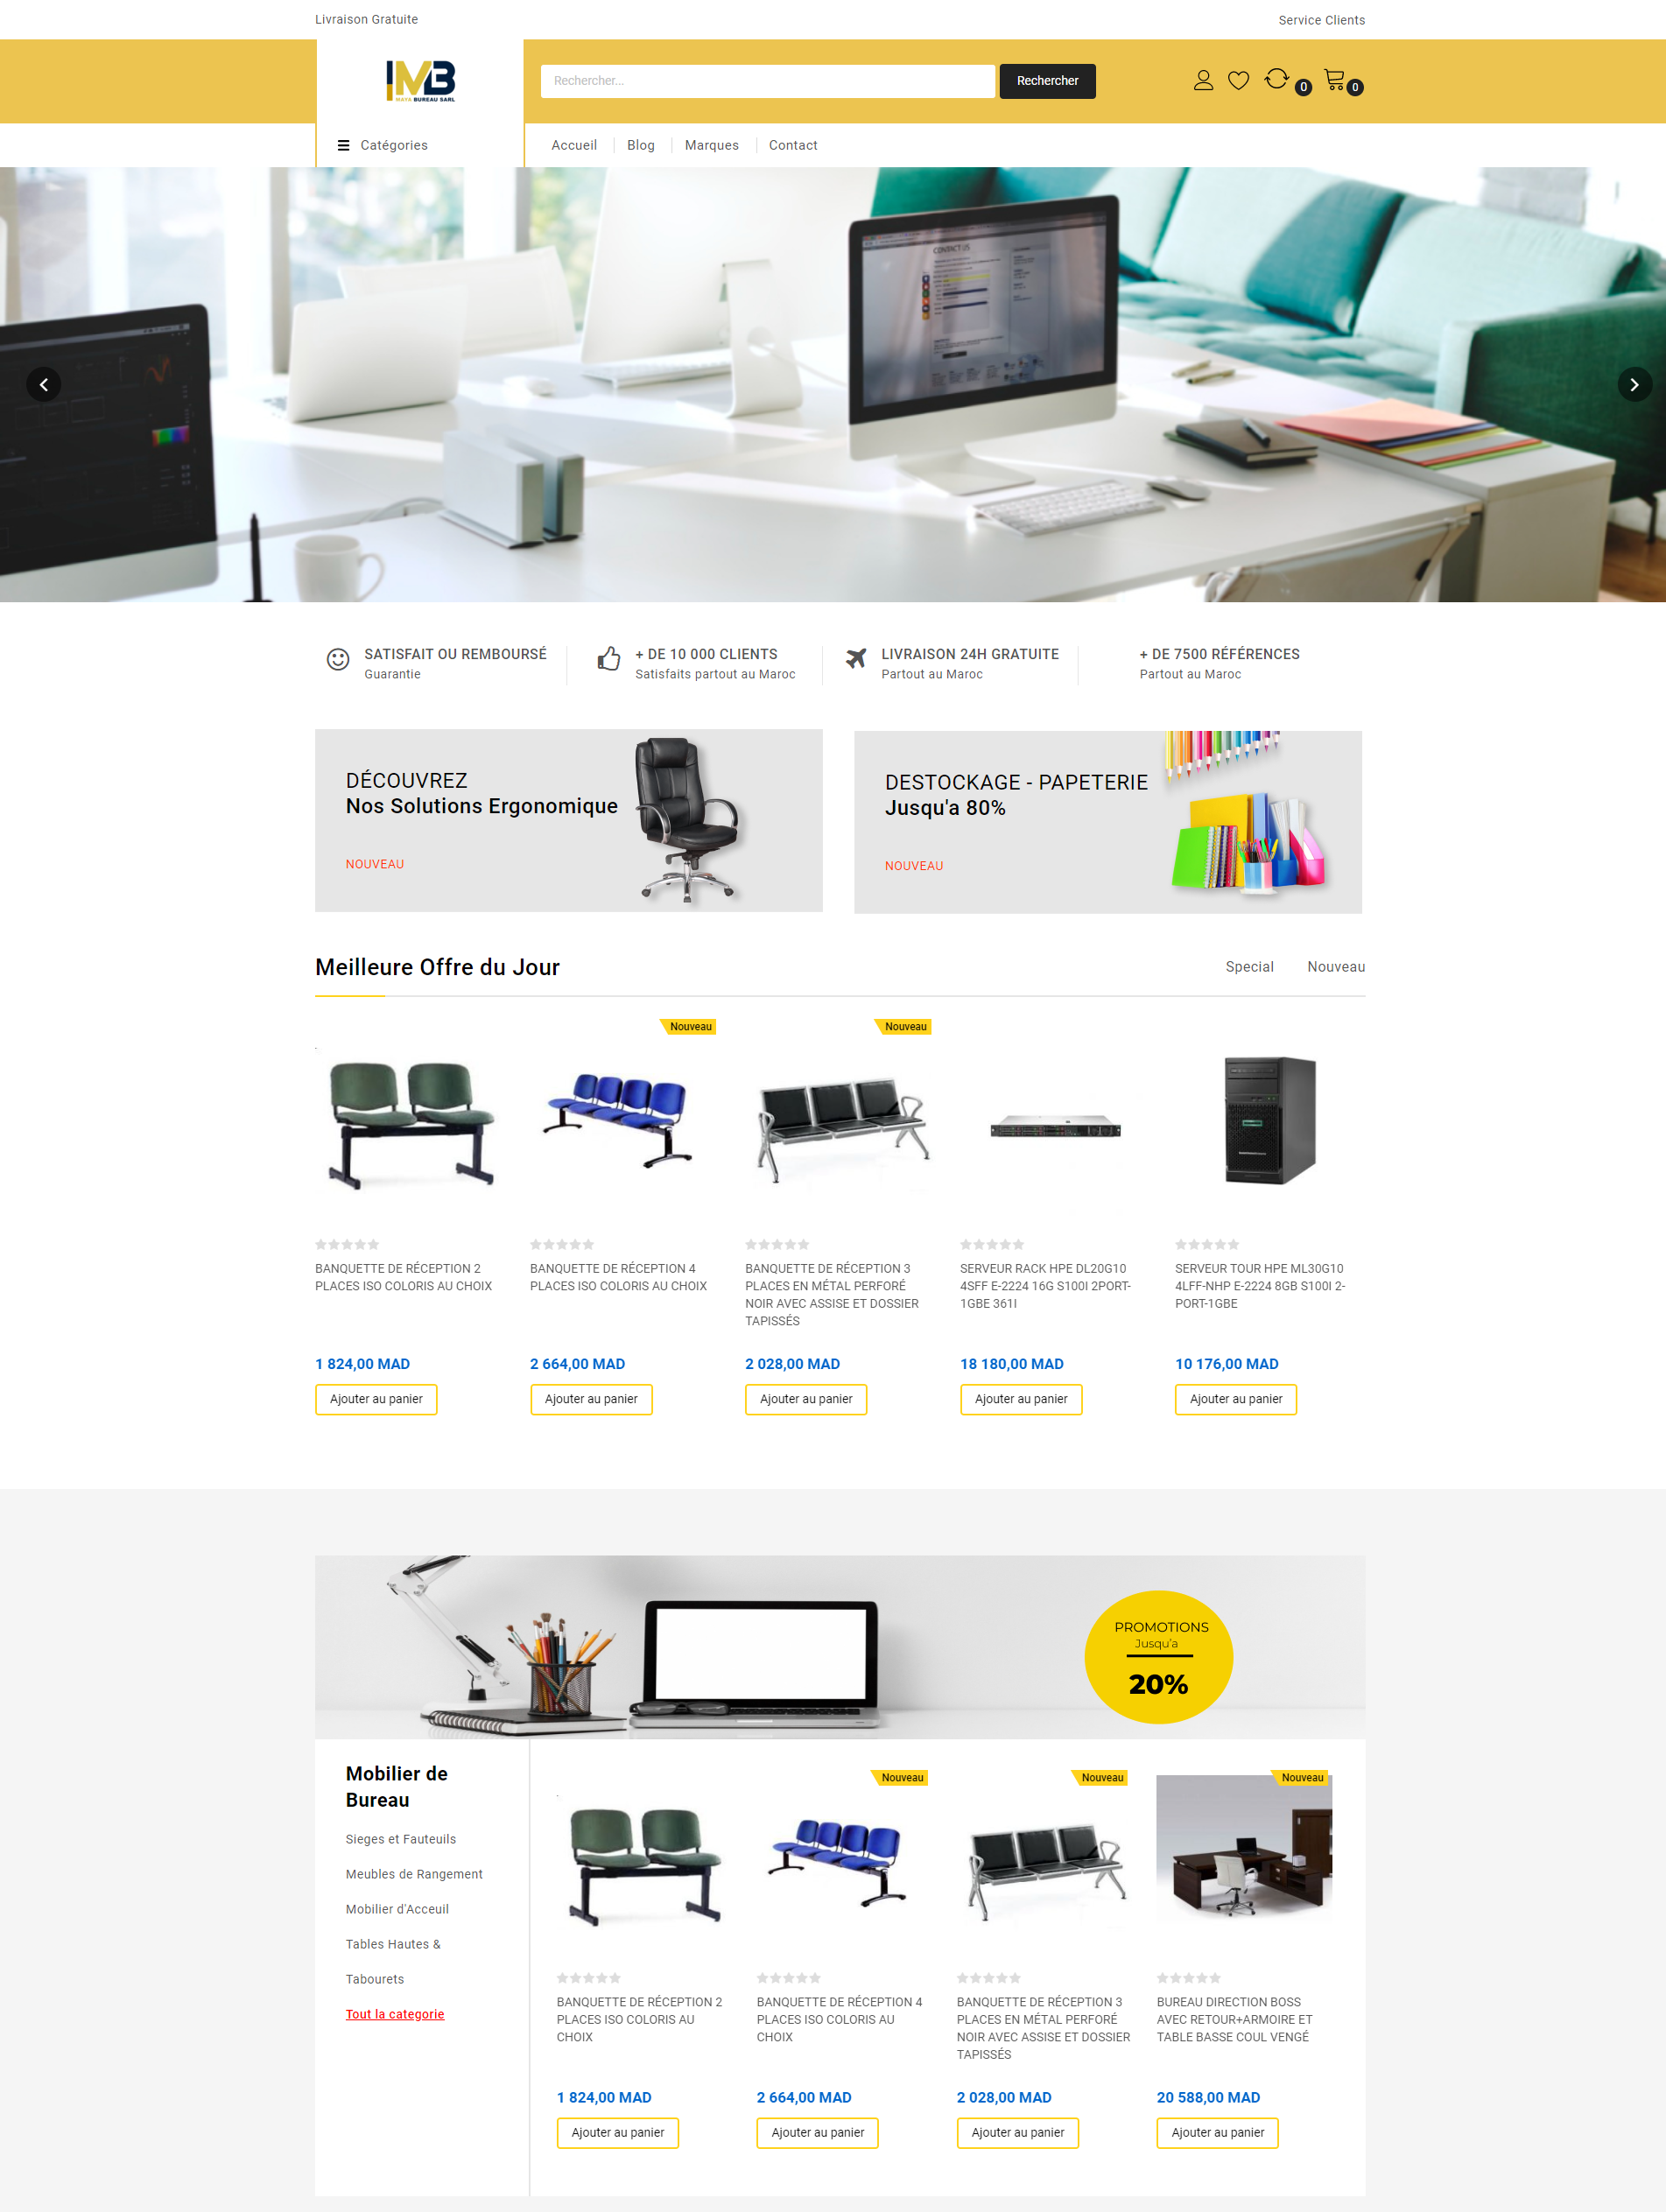 Livraison Gratuite
Service Clients
IMB
MAYA BUREAU SARL
Rechercher...
Rechercher
0
0
Catégories
Accueil
Blog
Marques
Contact
CONTACT US
SATISFAIT OU REMBOURSÉ
Guarantie
+ DE 10 000 CLIENTS
Satisfaits partout au Maroc
LIVRAISON 24H GRATUITE
Partout au Maroc
+ DE 7500 RÉFÉRENCES
Partout au Maroc
DÉCOUVREZ
Nos Solutions Ergonomique
NOUVEAU
DESTOCKAGE - PAPETERIE
Jusqu'a 80%
NOUVEAU
Meilleure Offre du Jour
Special
Nouveau
BANQUETTE DE RÉCEPTION 2
PLACES ISO COLORIS AU CHOIX
1 824,00 MAD
Ajouter au panier
Nouveau
BANQUETTE DE RÉCEPTION 4
PLACES ISO COLORIS AU CHOIX
2 664,00 MAD
Ajouter au panier
Nouveau
BANQUETTE DE RÉCEPTION 3
PLACES EN MÉTAL PERFORÉ
NOIR AVEC ASSISE ET DOSSIER
TAPISSÉS
2 028,00 MAD
Ajouter au panier
SERVEUR RACK HPE DL20G10
4SFF E-2224 16G S100I 2PORT-
1GBE 361I
18 180,00 MAD
Ajouter au panier
SERVEUR TOUR HPE ML30G10
4LFF-NHP E-2224 8GB S100I 2-
PORT-1GBE
10 176,00 MAD
Ajouter au panier
PROMOTIONS
Jusqu'a
20%
Mobilier de
Bureau
Sieges et Fauteuils
Meubles de Rangement
Mobilier d'Acceuil
Tables Hautes &
Tabourets
Tout la categorie
BANQUETTE DE RÉCEPTION 2
PLACES ISO COLORIS AU
CHOIX
1 824,00 MAD
Ajouter au panier
Nouveau
BANQUETTE DE RÉCEPTION 4
PLACES ISO COLORIS AU
CHOIX
2 664,00 MAD
Ajouter au panier
Nouveau
BANQUETTE DE RÉCEPTION 3
PLACES EN MÉTAL PERFORÉ
NOIR AVEC ASSISE ET DOSSIER
TAPISSÉS
2 028,00 MAD
Ajouter au panier
Nouveau
BUREAU DIRECTION BOSS
AVEC RETOUR+ARMOIRE ET
TABLE BASSE COUL VENGÉ
20 588,00 MAD
Ajouter au panier